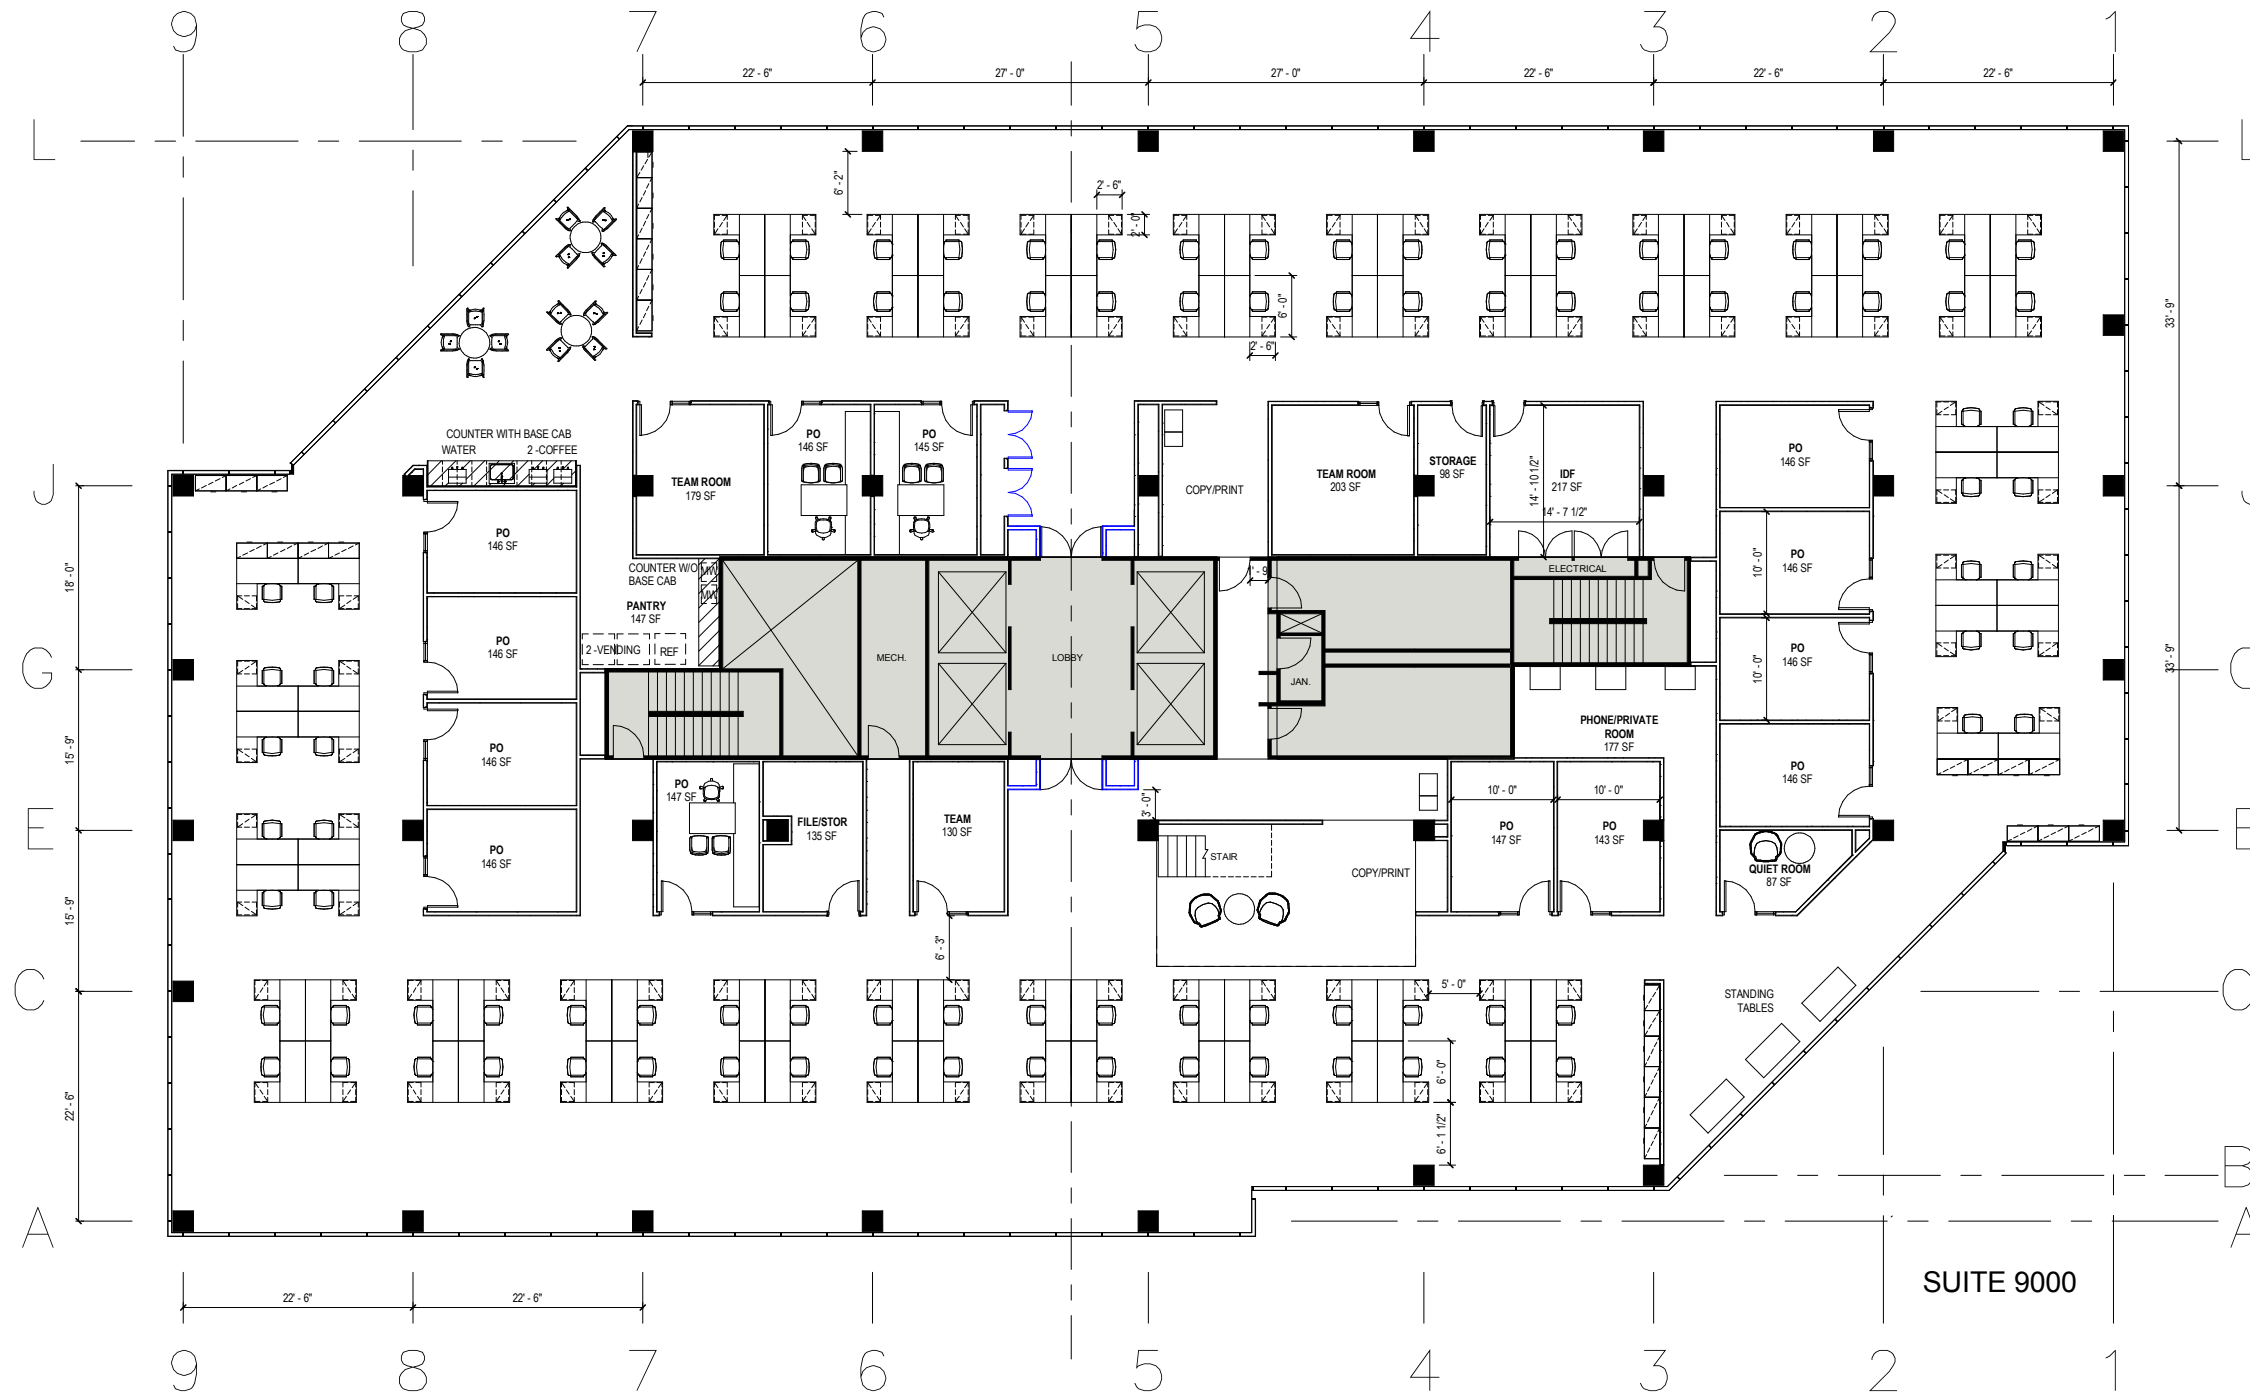 9 8 7 6 5 4 3 2 1
22' - 6" 27' - 0" 27' - 0" 22' - 6" 22' - 6" 22' - 6"
L L
6' - 2"
2' - 6"
2' - 0"
6' - 0"
2' - 6"
33' - 9"
COUNTER WITH BASE CAB
WATER 2 -COFFEE
PO
146 SF
PO
145 SF
TEAM ROOM
179 SF
COPY/PRINT
TEAM ROOM
203 SF
STORAGE
98 SF
IDF
217 SF
14' - 10 1/2"
14' - 7 1/2"
PO
146 SF
J J
PO
146 SF
18' - 0"
COUNTER W/O
BASE CAB
MW
MW
PANTRY
147 SF
2 -VENDING
REF
1' - 9"
ELECTRICAL
10' - 0"
PO
146 SF
PO
146 SF
MECH.
LOBBY
JAN.
10' - 0"
PO
146 SF
G G
33' - 9"
15' - 9"
PO
146 SF
PHONE/PRIVATE
ROOM
177 SF
PO
146 SF
PO
147 SF
FILE/STOR
135 SF
TEAM
130 SF
3' - 0"
10' - 0"
10' - 0"
PO
147 SF
PO
143 SF
E E
PO
146 SF
STAIR
COPY/PRINT
QUIET ROOM
87 SF
15' - 9"
6' - 3"
5' - 0"
C C
STANDING
TABLES
6' - 0"
22' - 6"
6' - 1 1/2"
B
A A
SUITE 9000
22' - 6" 22' - 6"
9 8 7 6 5 4 3 2 1